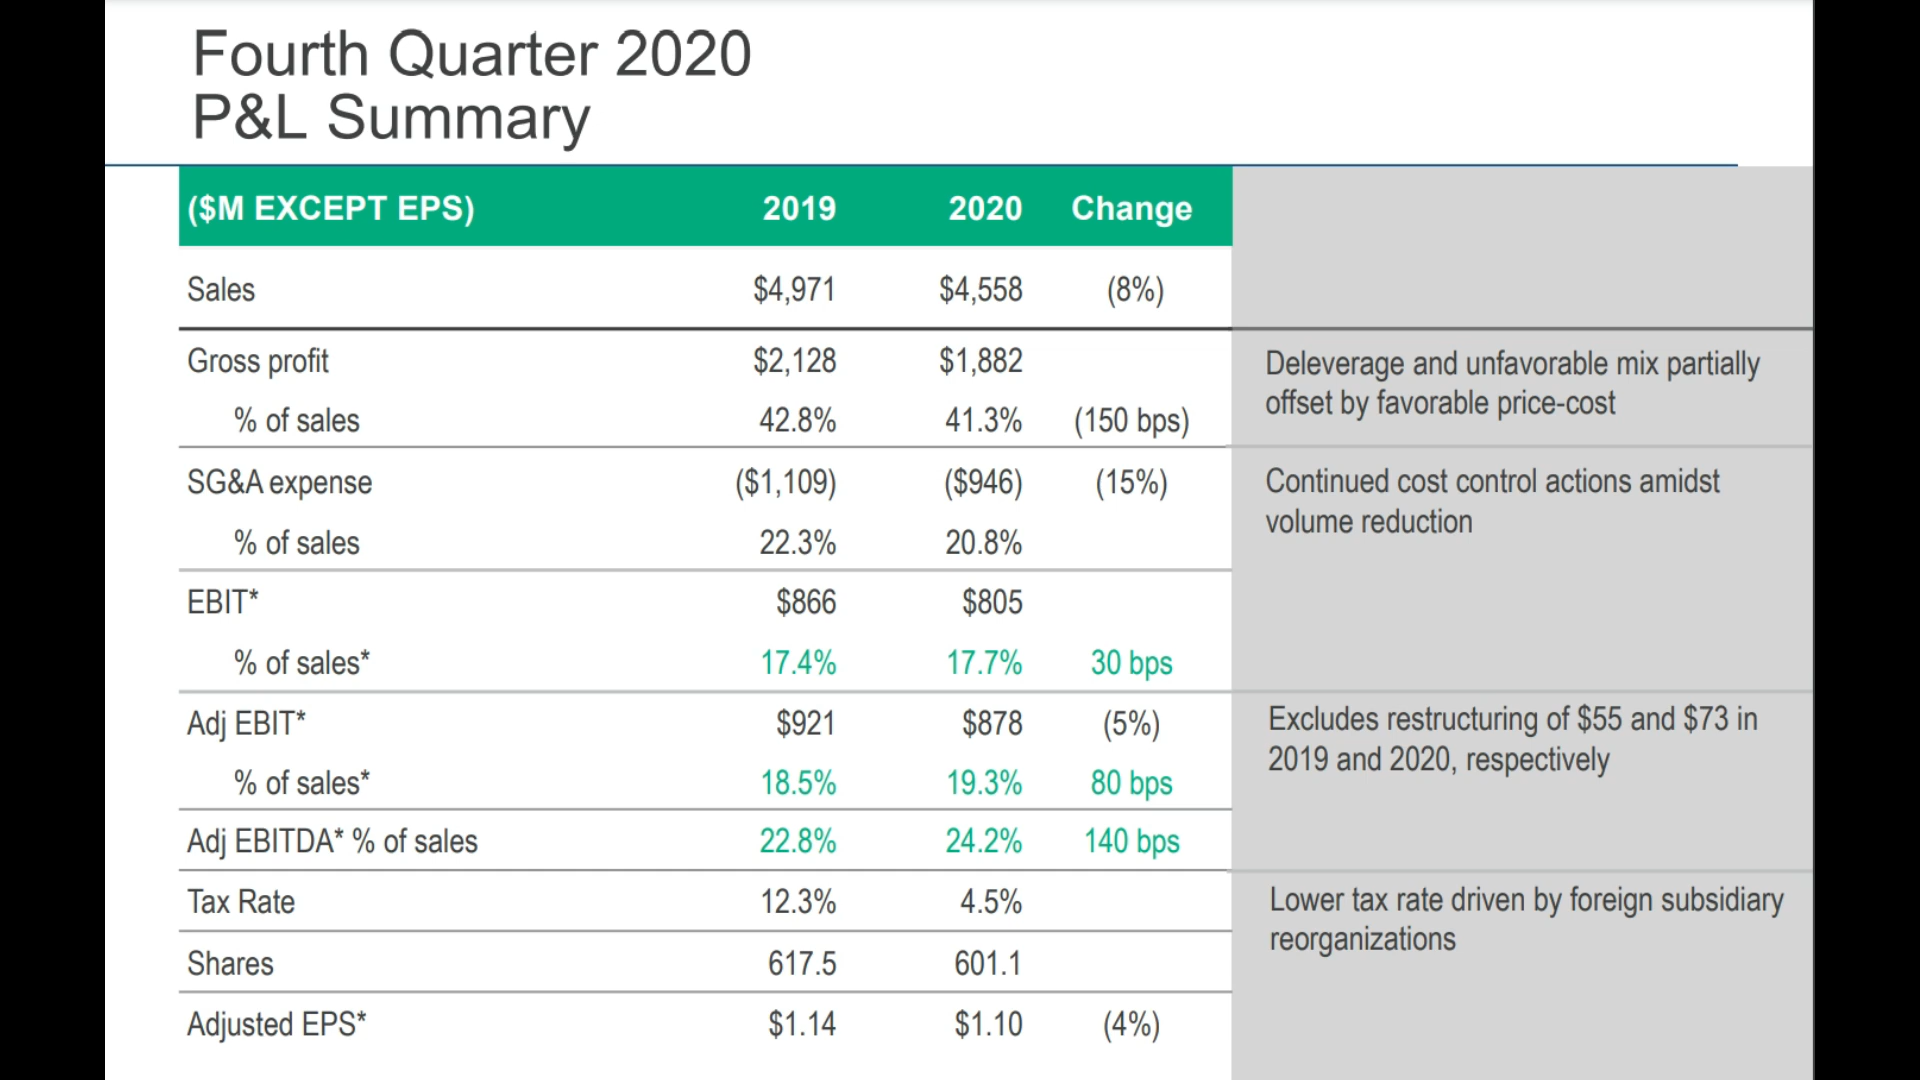 Fourth Quarter 2020
P&L Summary
($M EXCEPT EPS) 2019 2020 Change
Sales $4,971 $4,558 (8%)
Gross profit $2,128 $1,882
% of sales 42.8% 41.3% (150 bps)
Deleverage and unfavorable mix partially
offset by favorable price-cost
SG&A expense ($1,109) ($946) (15%)
% of sales 22.3% 20.8%
Continued cost control actions amidst
volume reduction
EBIT* $866 $805
% of sales* 17.4% 17.7% 30 bps
Adj EBIT* $921 $878 (5%)
% of sales* 18.5% 19.3% 80 bps
Excludes restructuring of $55 and $73 in
2019 and 2020, respectively
Adj EBITDA* % of sales 22.8% 24.2% 140 bps
Tax Rate 12.3% 4.5%
Lower tax rate driven by foreign subsidiary
reorganizations
Shares 617.5 601.1
Adjusted EPS* $1.14 $1.10 (4%)